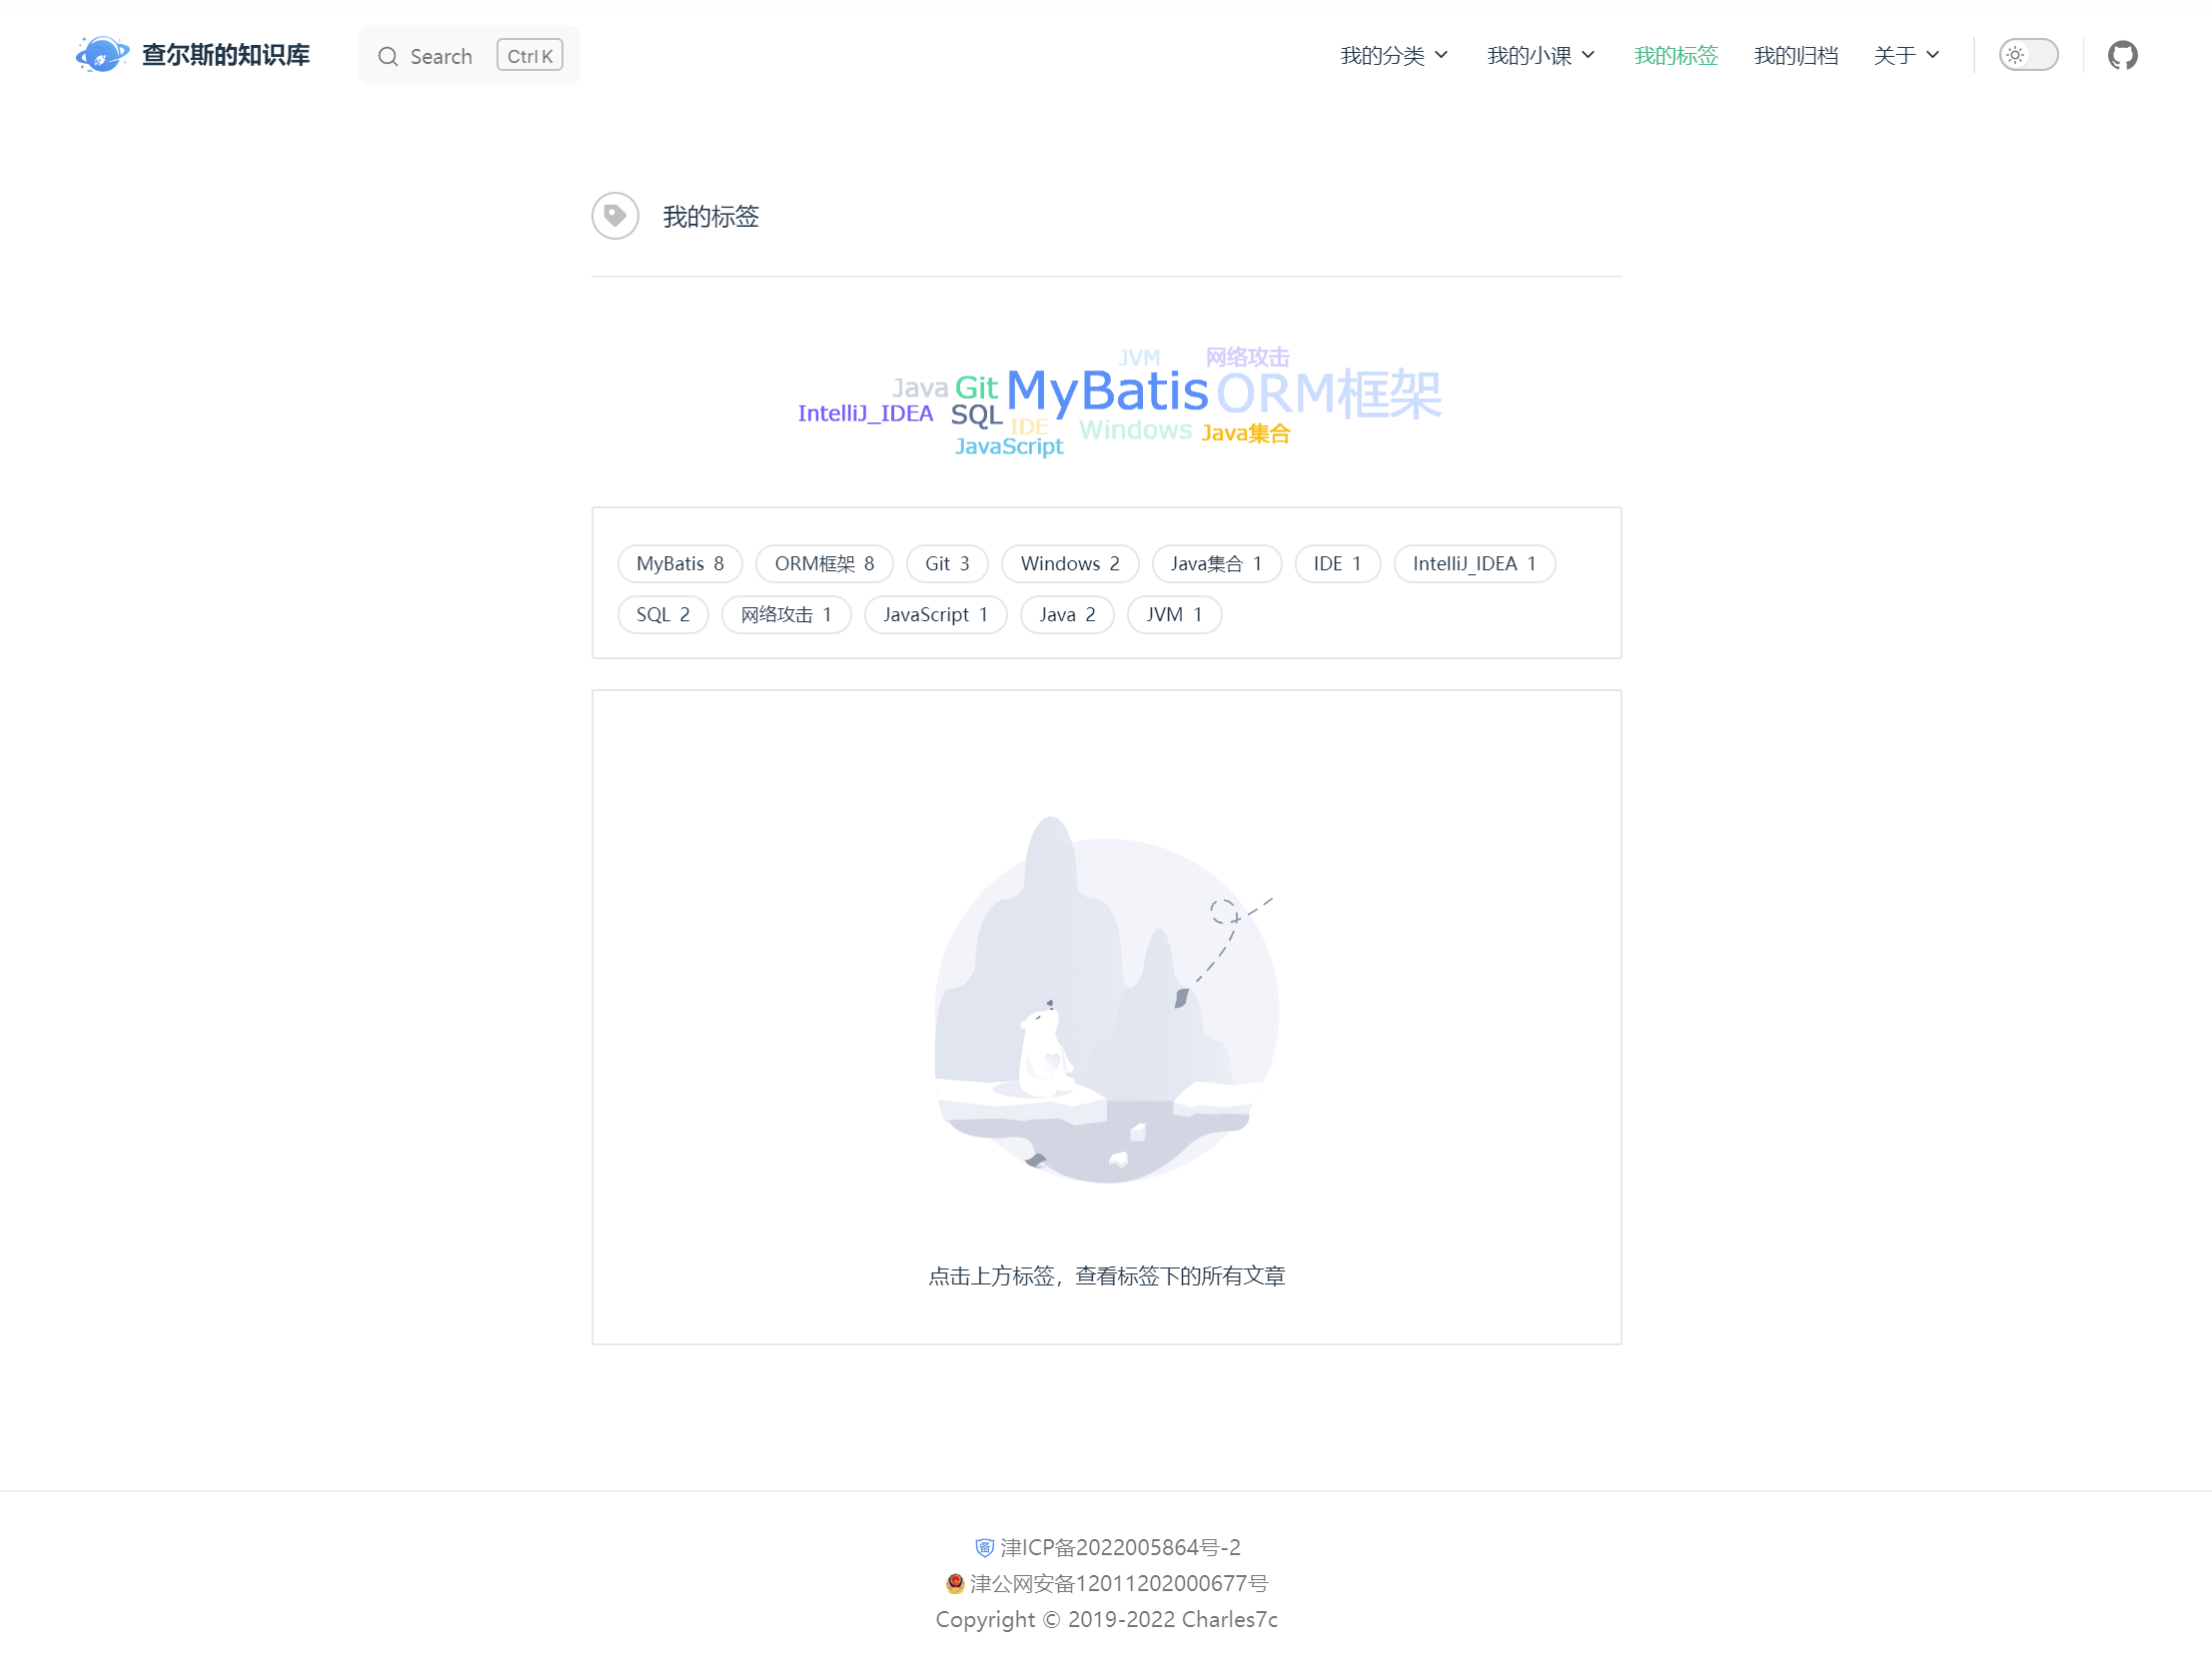 查尔斯的知识库 Search Ctrl K 我的分类 我的小课 我的标签 我的归档 关于
我的标签
JVM 网络攻击
Java Git MyBatis ORM框架
IntelliJ_IDEA SQL IDE Windows Java集合
JavaScript
MyBatis 8 ORM框架 8 Git 3 Windows 2 Java集合 1 IDE 1 IntelliJ_IDEA 1
SQL 2 网络攻击 1 JavaScript 1 Java 2 JVM 1
点击上方标签，查看标签下的所有文章
津ICP备2022005864号-2
津公网安备12011202000677号
Copyright © 2019-2022 Charles7c